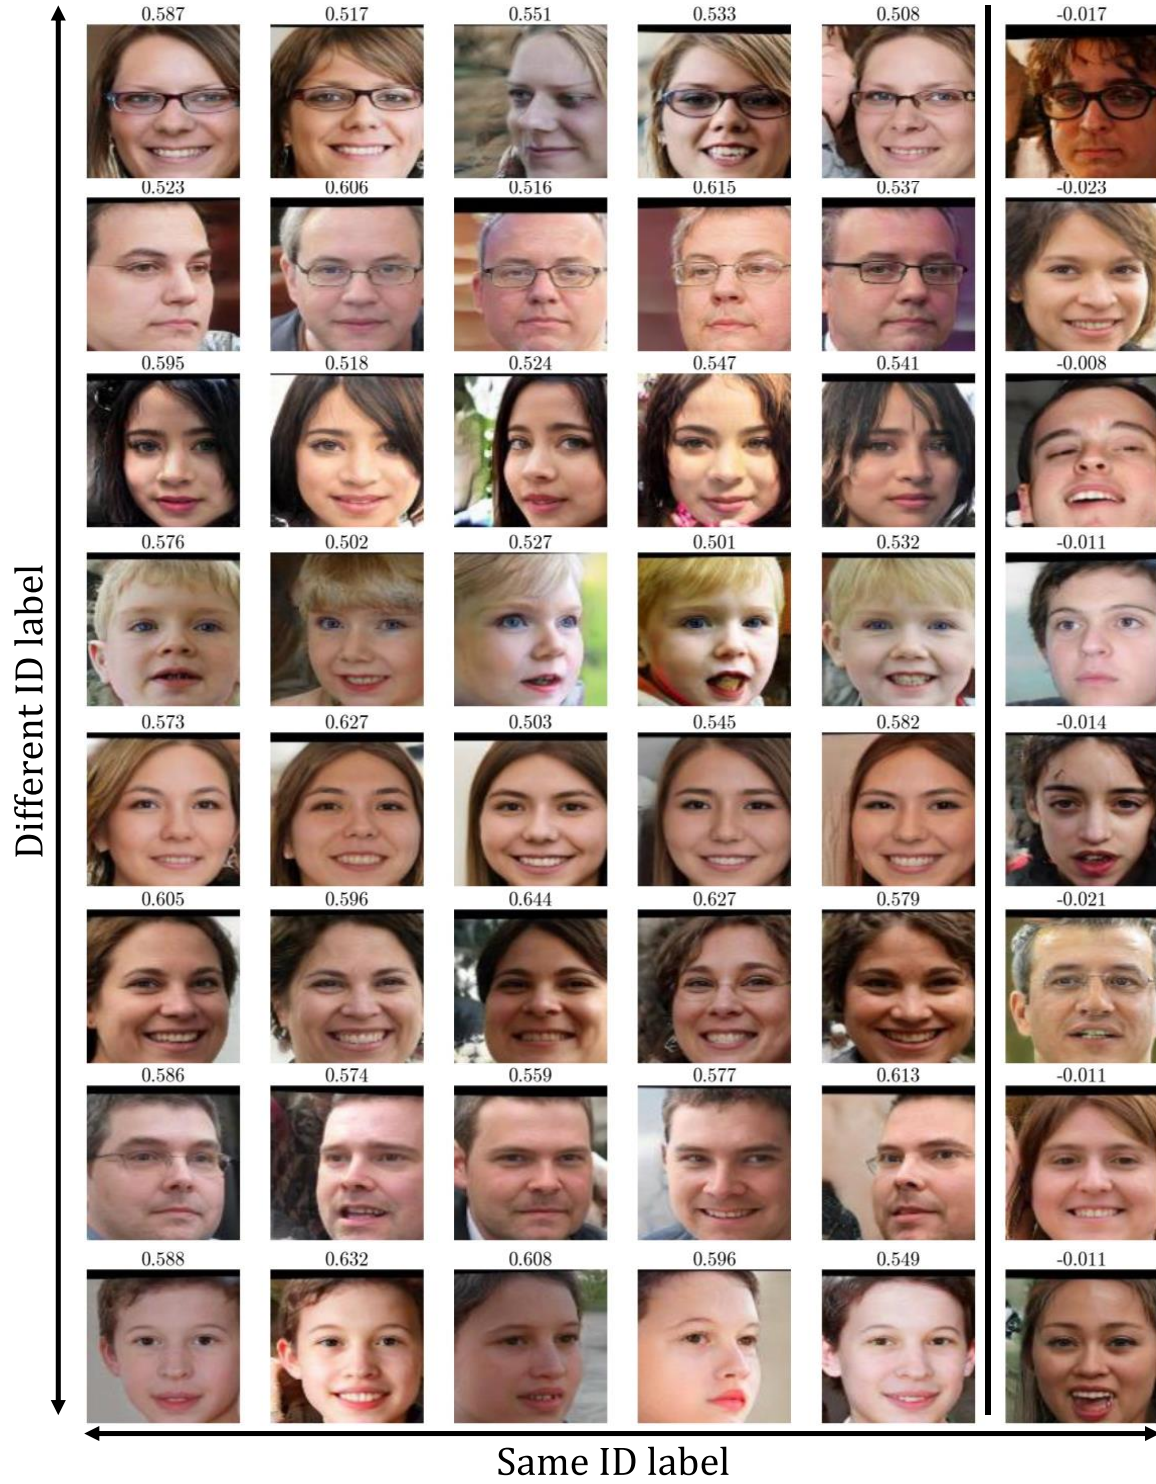 0.587 0.517 0.551 0.533 0.508 -0.017
0.523 0.606 0.516 0.615 0.537 -0.023
0.595 0.518 0.524 0.547 0.541 -0.008
0.576 0.502 0.527 0.501 0.532 -0.011
0.573 0.627 0.503 0.545 0.582 -0.014
0.605 0.596 0.644 0.627 0.579 -0.021
0.586 0.574 0.559 0.577 0.613 -0.011
0.588 0.632 0.608 0.596 0.549 -0.011
Different ID label
Same ID label